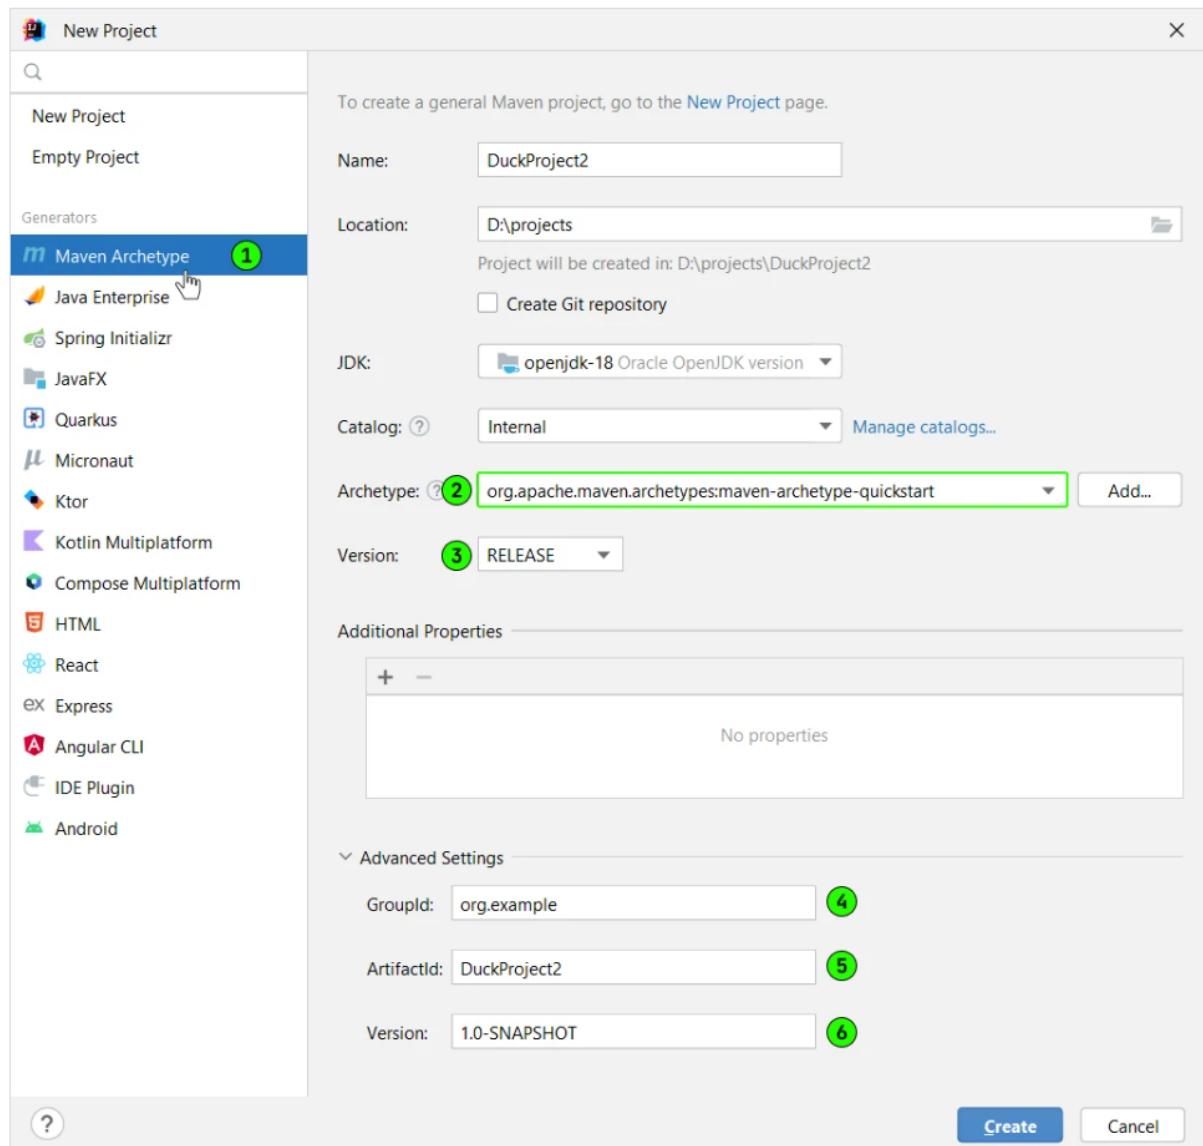 New Project
New Project
Empty Project
Generators
Maven Archetype 1
Java Enterprise
Spring Initializr
JavaFX
Quarkus
Micronaut
Ktor
Kotlin Multiplatform
Compose Multiplatform
HTML
React
Express
Angular CLI
IDE Plugin
Android
To create a general Maven project, go to the New Project page.
Name: DuckProject2
Location: D:\projects
Project will be created in: D:\projects\DuckProject2
Create Git repository
JDK: openjdk-18 Oracle OpenJDK version
Catalog: ? Internal Manage catalogs...
Archetype: ? 2 org.apache.maven.archetypes:maven-archetype-quickstart Add...
Version: 3 RELEASE
Additional Properties
+ −
No properties
Advanced Settings
GroupId: org.example 4
ArtifactId: DuckProject2 5
Version: 1.0-SNAPSHOT 6
? Create Cancel